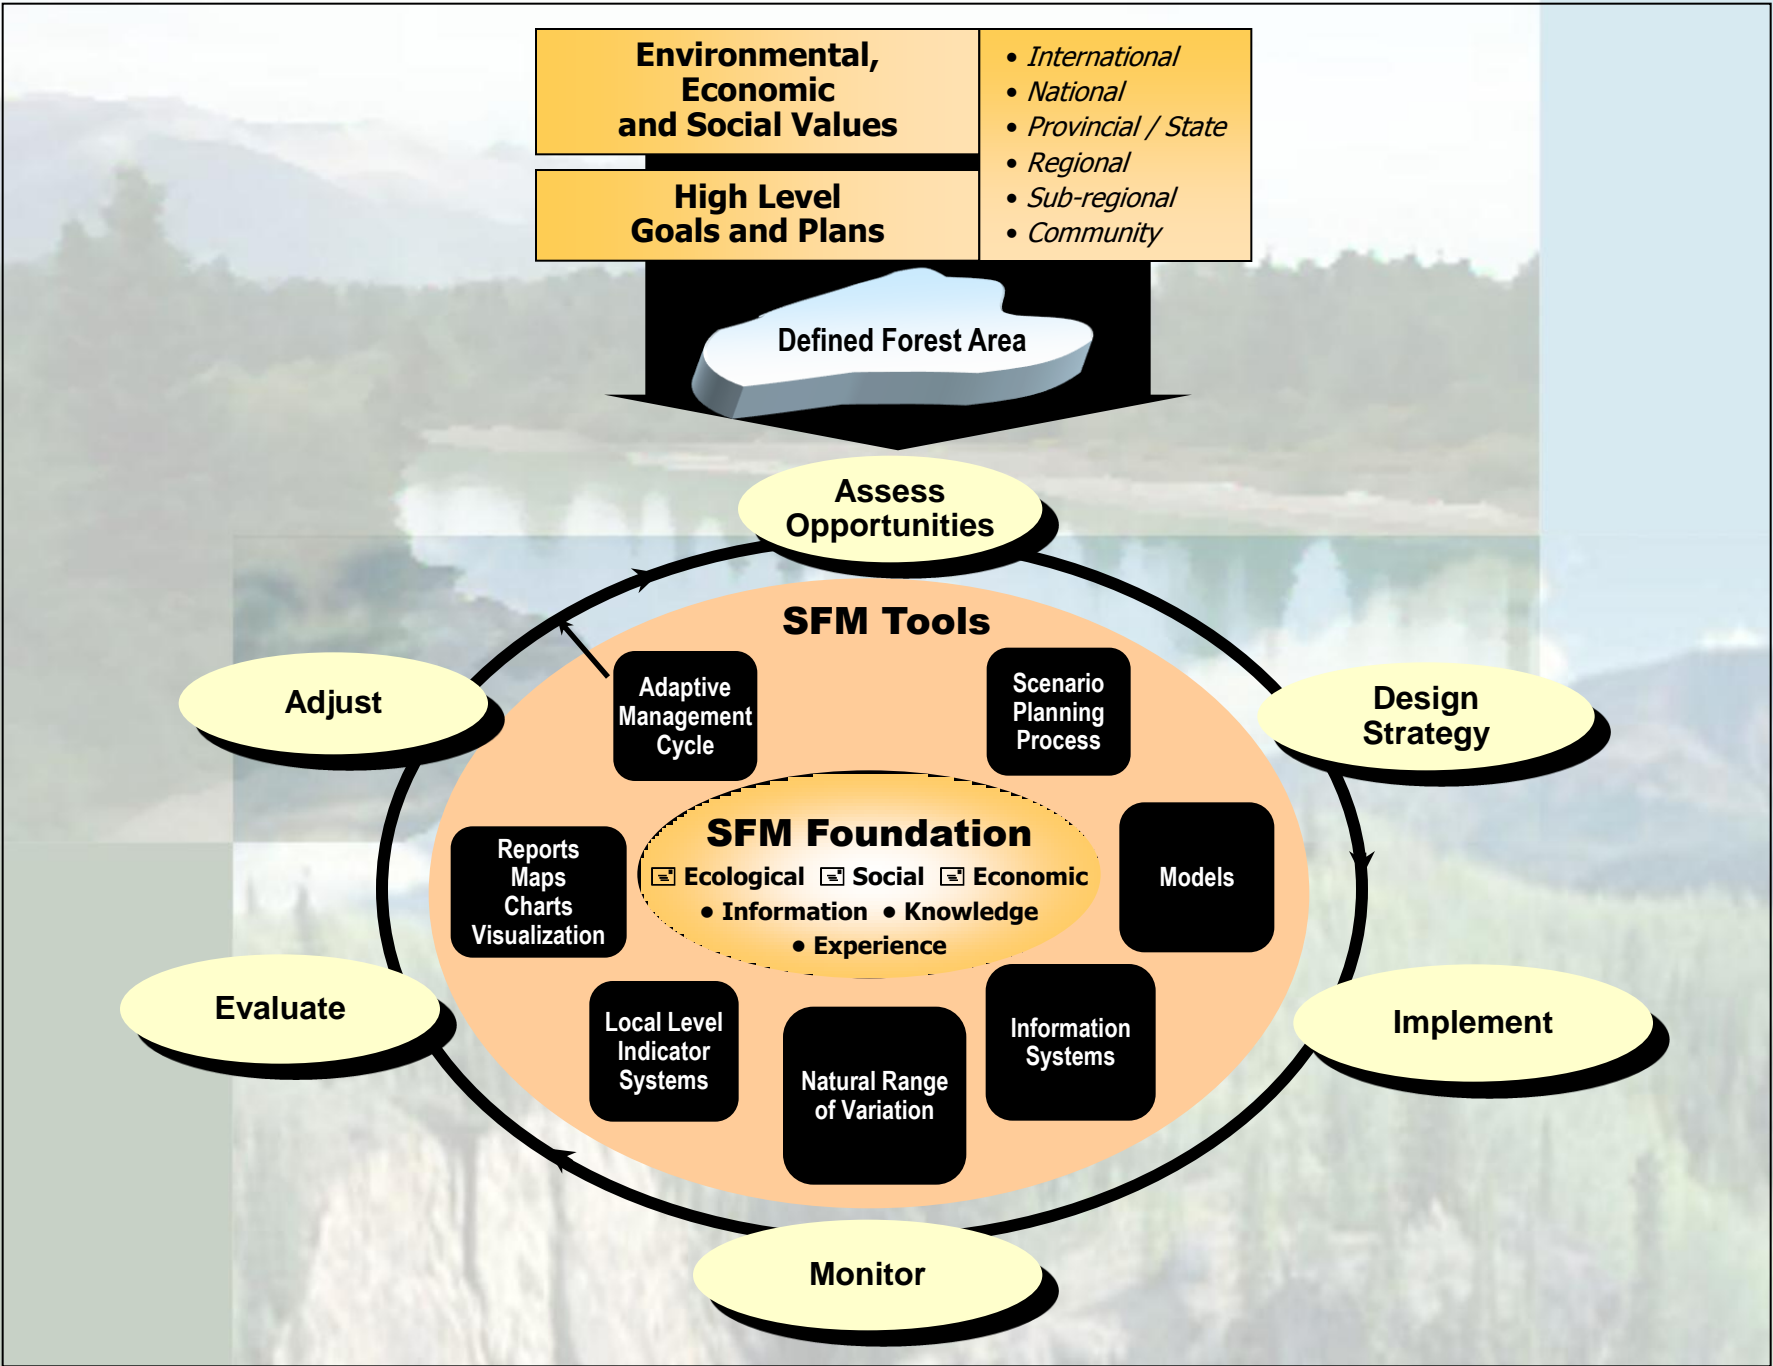 Environmental,
Economic
and Social Values
High Level
Goals and Plans
• International
• National
• Provincial / State
• Regional
• Sub-regional
• Community
Defined Forest Area
Assess
Opportunities
SFM Tools
Adaptive
Management
Cycle
Scenario
Planning
Process
Adjust
Design
Strategy
SFM Foundation
Ecological Social Economic
• Information • Knowledge
• Experience
Reports
Maps
Charts
Visualization
Models
Evaluate
Implement
Local Level
Indicator
Systems
Natural Range
of Variation
Information
Systems
Monitor